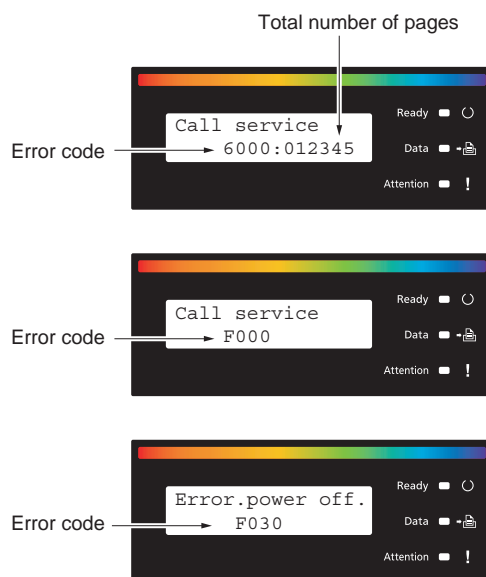 Total number of pages
Call service
Error code
6000:012345
Ready
Data
Attention
Call service
Error code
F000
Ready
Data
Attention
Error.power off.
Error code
F030
Ready
Data
Attention